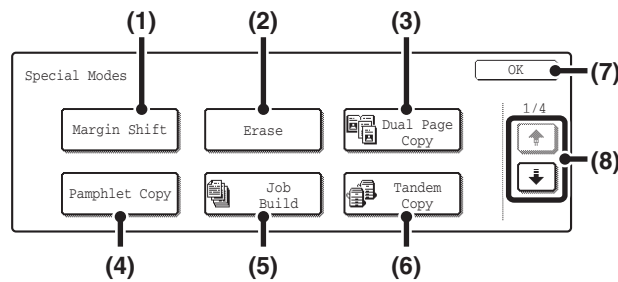 (1) (2) (3)
Special Modes
OK
(7)
Margin Shift
Erase
Dual Page
Copy
1/4
(8)
Pamphlet Copy
Job
Build
Tandem
Copy
(4) (5) (6)